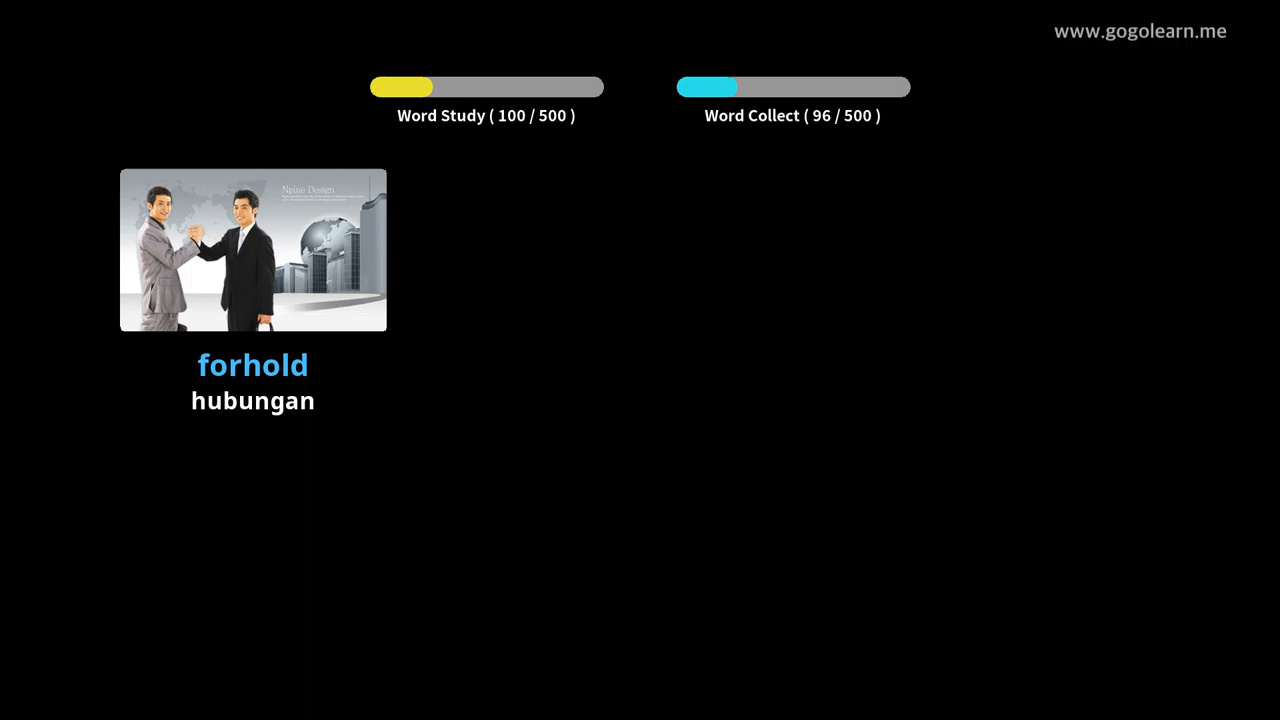 www.gogolearn.me
Word Study ( 100 / 500 )
Word Collect ( 96 / 500 )
Npine Design
forhold
hubungan